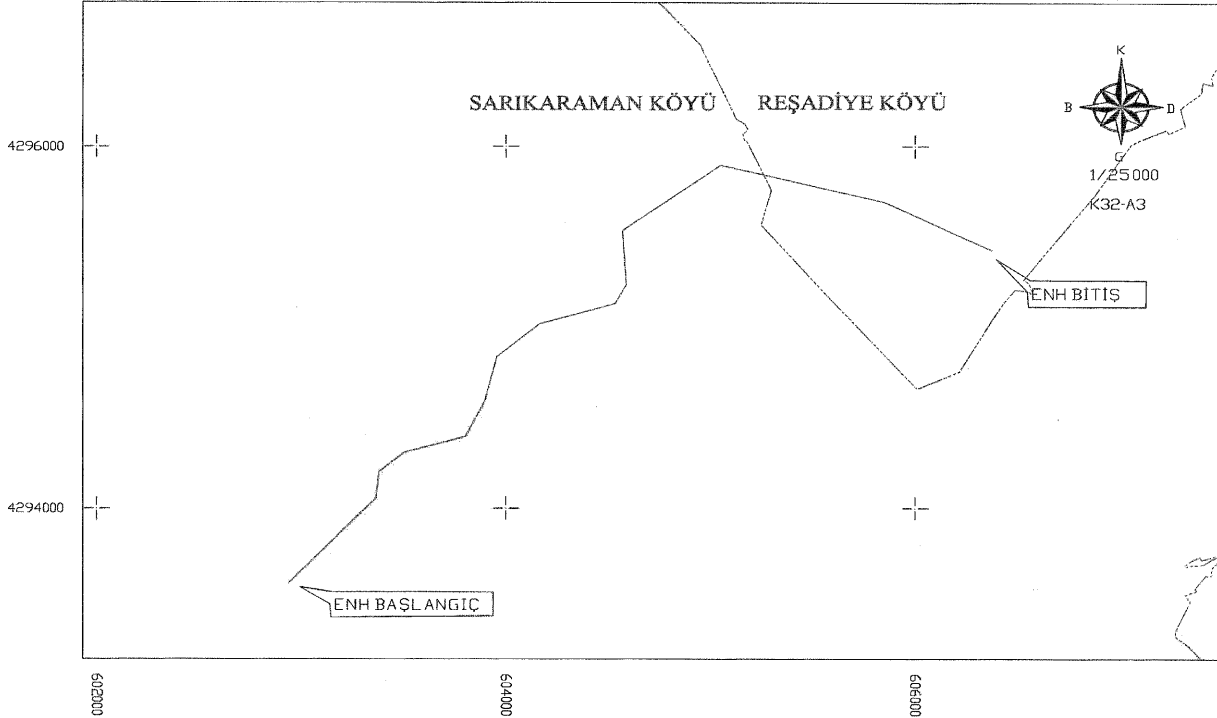 K
SARIKARAMAN KÖYÜ REŞADİYE KÖYÜ
B D
4296000
G
1/25000
K32-A3
ENH BİTİŞ
4294000
ENH BAŞLANGIÇ
602000
604000
606000